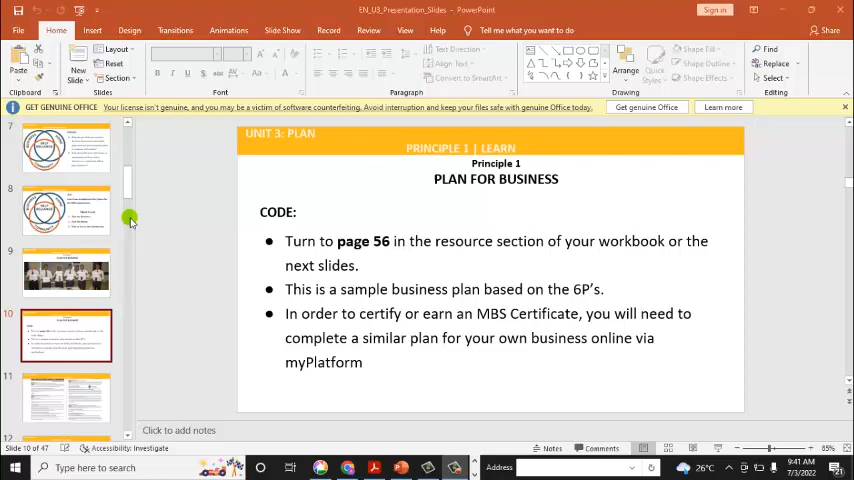 EN_U3_Presentation_Slides - PowerPoint
Sign in
File Home Insert Design Transitions Animations Slide Show Record Review View Help Tell me what you want to do Share
Paste
New Slide
Layout
Reset
Section
Text Direction
Align Text
Convert to SmartArt
Arrange
Quick Styles
Shape Fill
Shape Outline
Shape Effects
Find
Replace
Select
Clipboard Slides Font Paragraph Drawing Editing
GET GENUINE OFFICE Your license isn't genuine, and you may be a victim of software counterfeiting. Avoid interruption and keep your files safe with genuine Office today. Get genuine Office Learn more
7
8
9
10
11
12
UNIT 3: PLAN
PRINCIPLE 1 | LEARN
Principle 1
PLAN FOR BUSINESS
CODE:
● Turn to page 56 in the resource section of your workbook or the
next slides.
● This is a sample business plan based on the 6P's.
● In order to certify or earn an MBS Certificate, you will need to
complete a similar plan for your own business online via
myPlatform
Click to add notes
Slide 10 of 47 Accessibility: Investigate Notes Comments 85%
Type here to search
Address
26°C
9:41 AM
7/3/2022
21